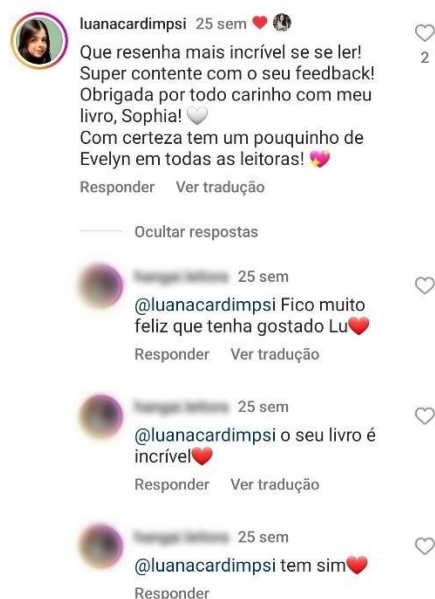 luanacardimpsi 25 sem ❤️
Que resenha mais incrível se se ler!
Super contente com o seu feedback!
Obrigada por todo carinho com meu
livro, Sophia! 🤍
Com certeza tem um pouquinho de
Evelyn em todas as leitoras! 💖
2
Responder Ver tradução
Ocultar respostas
25 sem
@luanacardimpsi Fico muito
feliz que tenha gostado Lu❤️
Responder Ver tradução
25 sem
@luanacardimpsi o seu livro é
incrível❤️
Responder Ver tradução
25 sem
@luanacardimpsi tem sim❤️
Responder